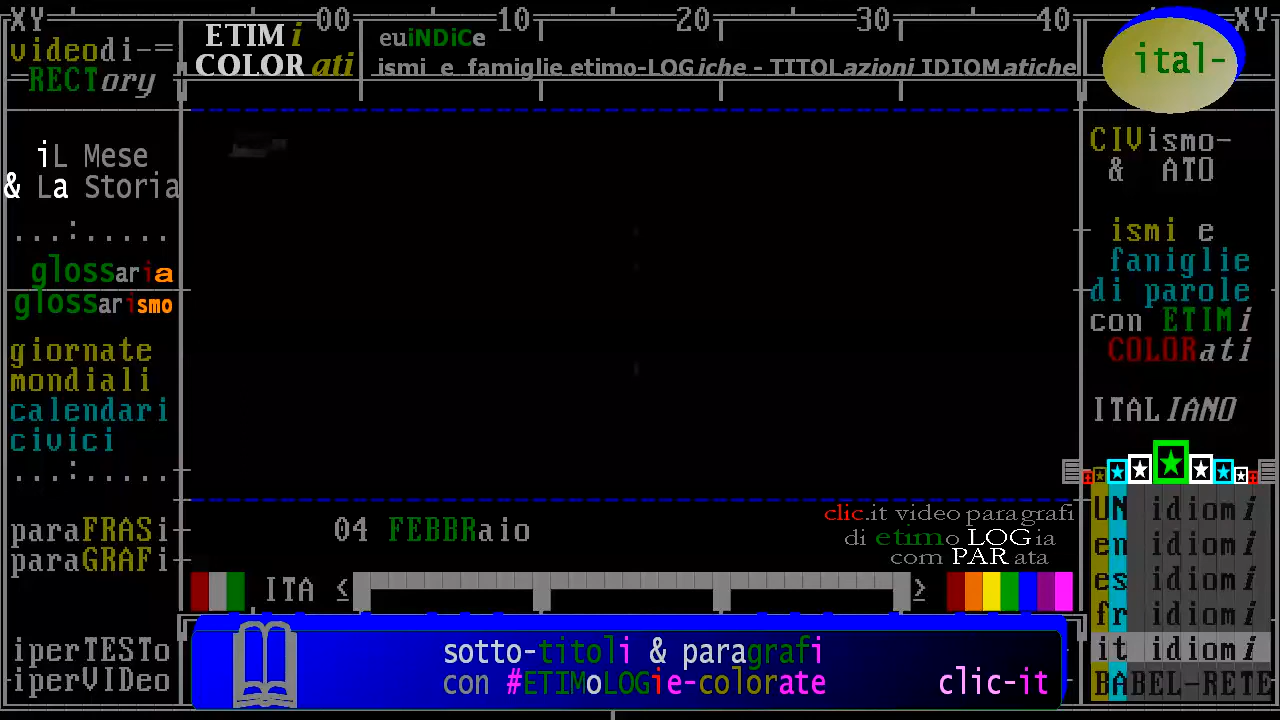 XY 00 10 20 30 40 XY
videodi-=
=RECTory
ETIMi
COLORati
euiNDiCe
ismi e famiglie etimo-LOGiche - TITOLazioni IDIOMatiche
ital-
iL Mese
& La Storia
...:.....
glossaria
glossarismo
giornate
mondiali
calendari
civici
...:.....
paraFRASi
paraGRAFi
iperTESTo
iperVIDeo
CIVismo-
& ATO
ismi e
faniglie
di parole
con ETIMi
COLORati
ITALIANO
UN idiomi
en idiomi
es idiomi
fr idiomi
it idiomi
BABEL-RETE
04 FEBBRaio
clic.it video paragrafi
di etimoLOGia
comPARata
ITA < >
sotto-titoli & paragrafi
con #ETIMoLOGie-colorate
clic-it